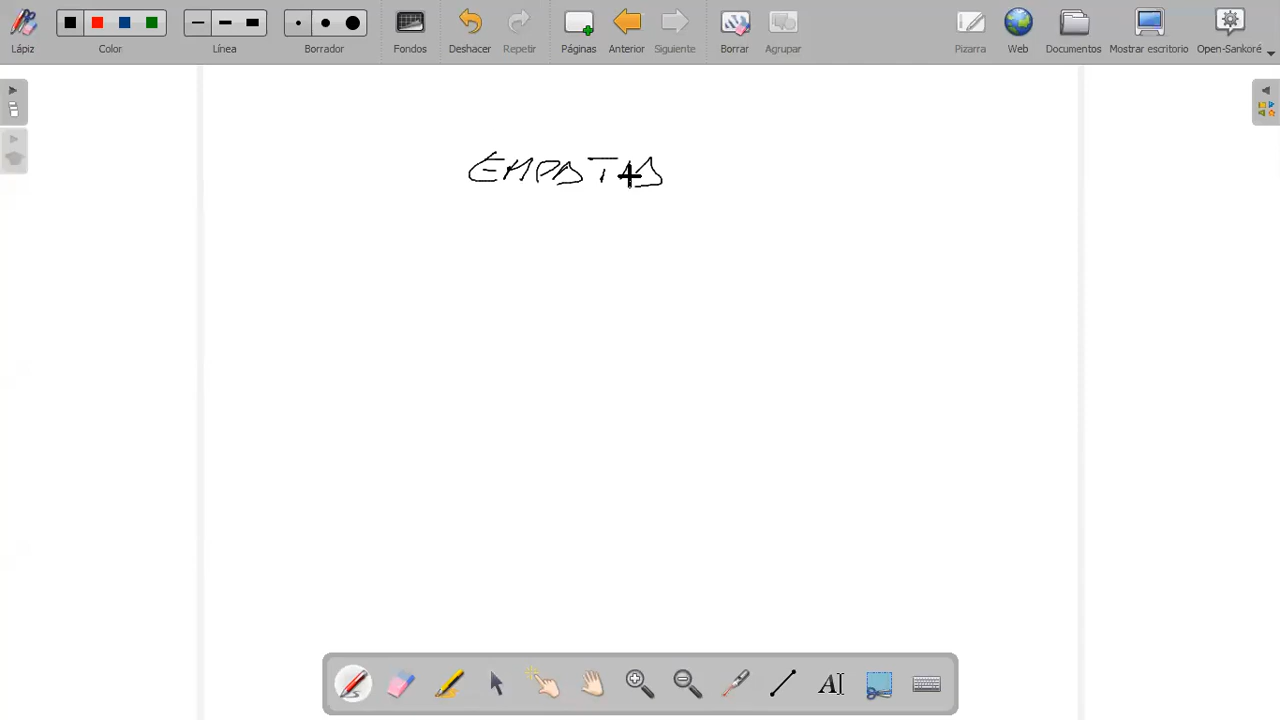 Lápiz Color Línea Borrador Fondos Deshacer Repetir Páginas Anterior Siguiente Borrar Agrupar Pizarra Web Documentos Mostrar escritorio Open-Sankoré
EMPATIA